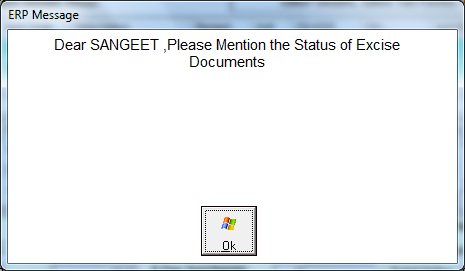 ERP Message
Dear SANGEET ,Please Mention the Status of Excise
Documents
Ok